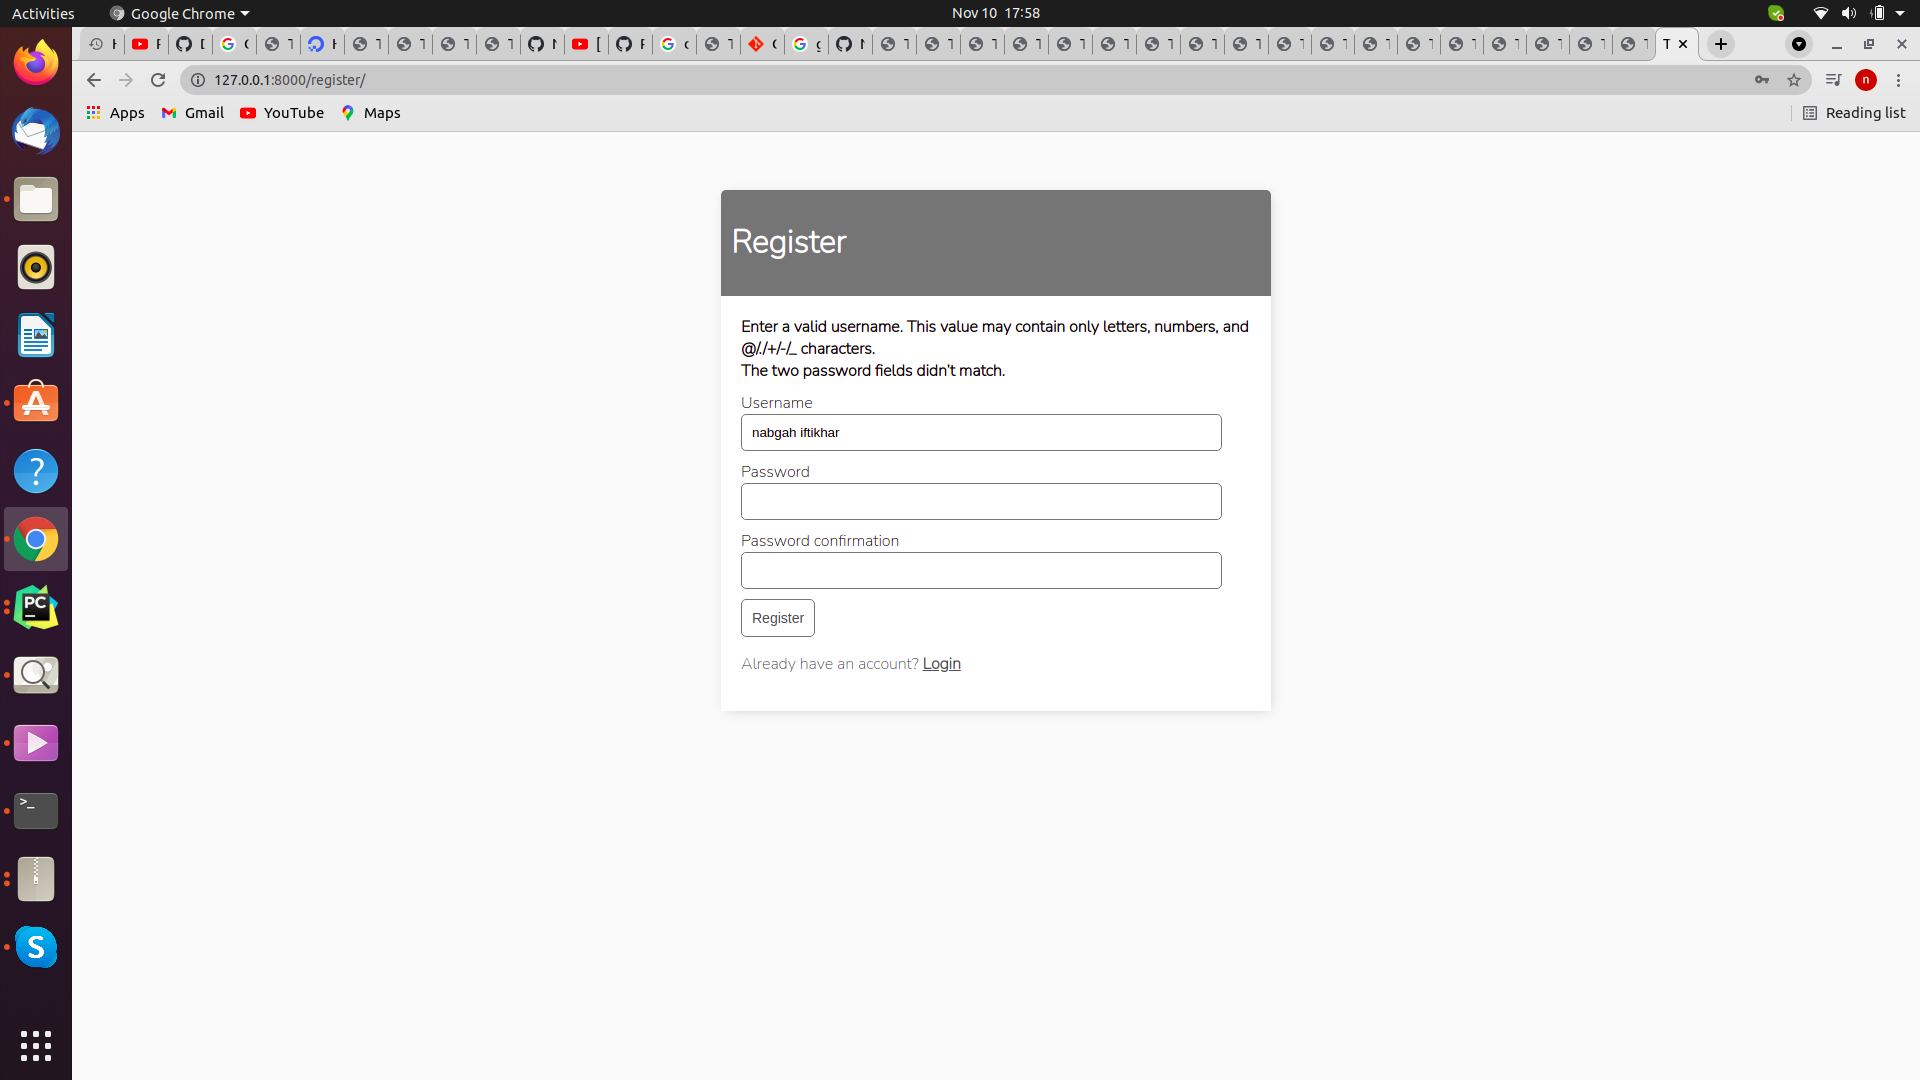 Activities
Google Chrome
Nov 10 17:58
127.0.0.1:8000/register/
n
Apps
Gmail
YouTube
Maps
Reading list
Register
Enter a valid username. This value may contain only letters, numbers, and
@/./+/-/_ characters.
The two password fields didn't match.
Username
nabgah iftikhar
Password
Password confirmation
Register
Already have an account? Login